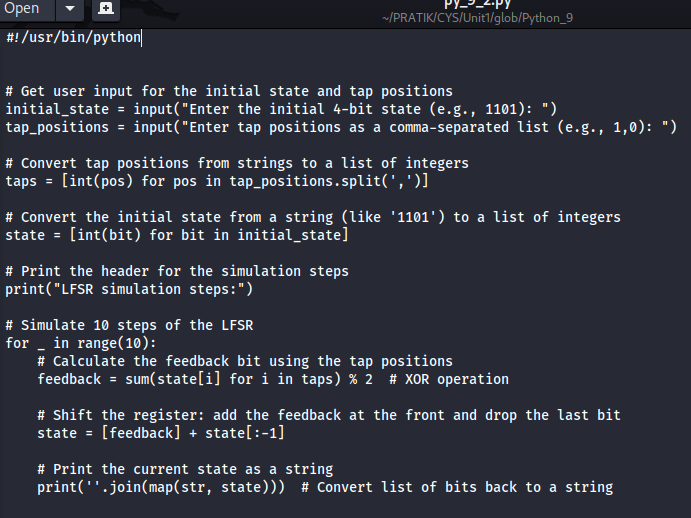 Open
py_9_2.py
~/PRATIK/CYS/Unit1/glob/Python_9
#!/usr/bin/python
# Get user input for the initial state and tap positions
initial_state = input("Enter the initial 4-bit state (e.g., 1101): ")
tap_positions = input("Enter tap positions as a comma-separated list (e.g., 1,0): ")
# Convert tap positions from strings to a list of integers
taps = [int(pos) for pos in tap_positions.split(',')]
# Convert the initial state from a string (like '1101') to a list of integers
state = [int(bit) for bit in initial_state]
# Print the header for the simulation steps
print("LFSR simulation steps:")
# Simulate 10 steps of the LFSR
for _ in range(10):
    # Calculate the feedback bit using the tap positions
    feedback = sum(state[i] for i in taps) % 2  # XOR operation
    # Shift the register: add the feedback at the front and drop the last bit
    state = [feedback] + state[:-1]
    # Print the current state as a string
    print(''.join(map(str, state)))  # Convert list of bits back to a string